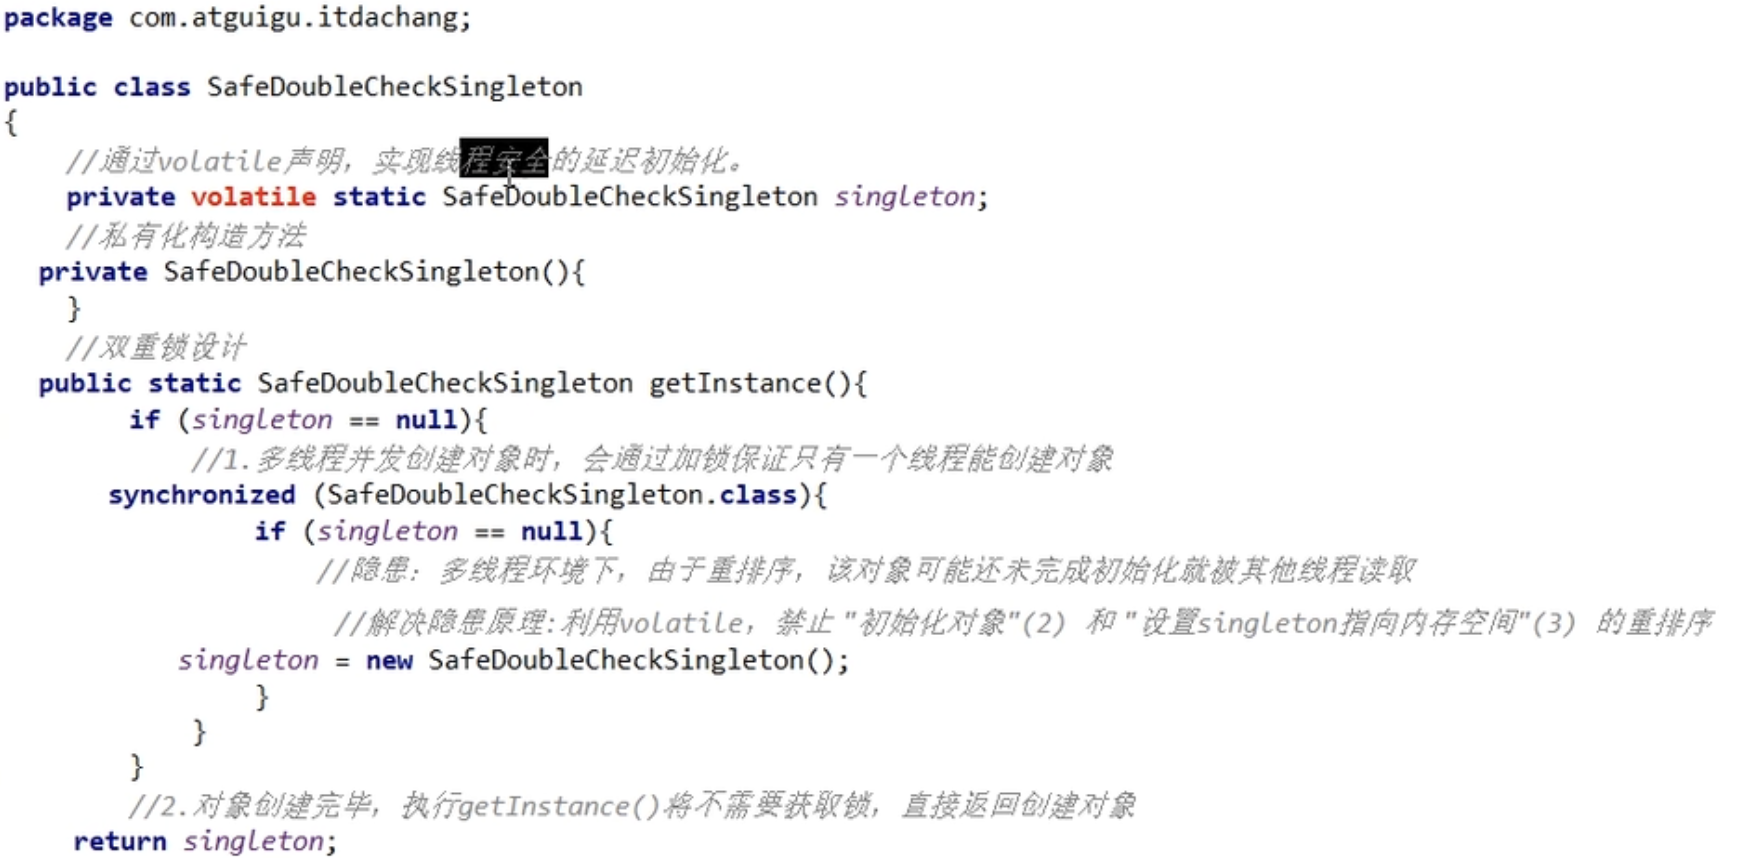 package com.atguigu.itdachang;
public class SafeDoubleCheckSingleton
{
//通过volatile声明，实现线程安全的延迟初始化。
private volatile static SafeDoubleCheckSingleton singleton;
//私有化构造方法
private SafeDoubleCheckSingleton(){
}
//双重锁设计
public static SafeDoubleCheckSingleton getInstance(){
if (singleton == null){
//1.多线程并发创建对象时，会通过加锁保证只有一个线程能创建对象
synchronized (SafeDoubleCheckSingleton.class){
if (singleton == null){
//隐患：多线程环境下，由于重排序，该对象可能还未完成初始化就被其他线程读取
//解决隐患原理:利用volatile，禁止 "初始化对象"(2) 和 "设置singleton指向内存空间"(3) 的重排序
singleton = new SafeDoubleCheckSingleton();
}
}
}
//2.对象创建完毕，执行getInstance()将不需要获取锁，直接返回创建对象
return singleton;